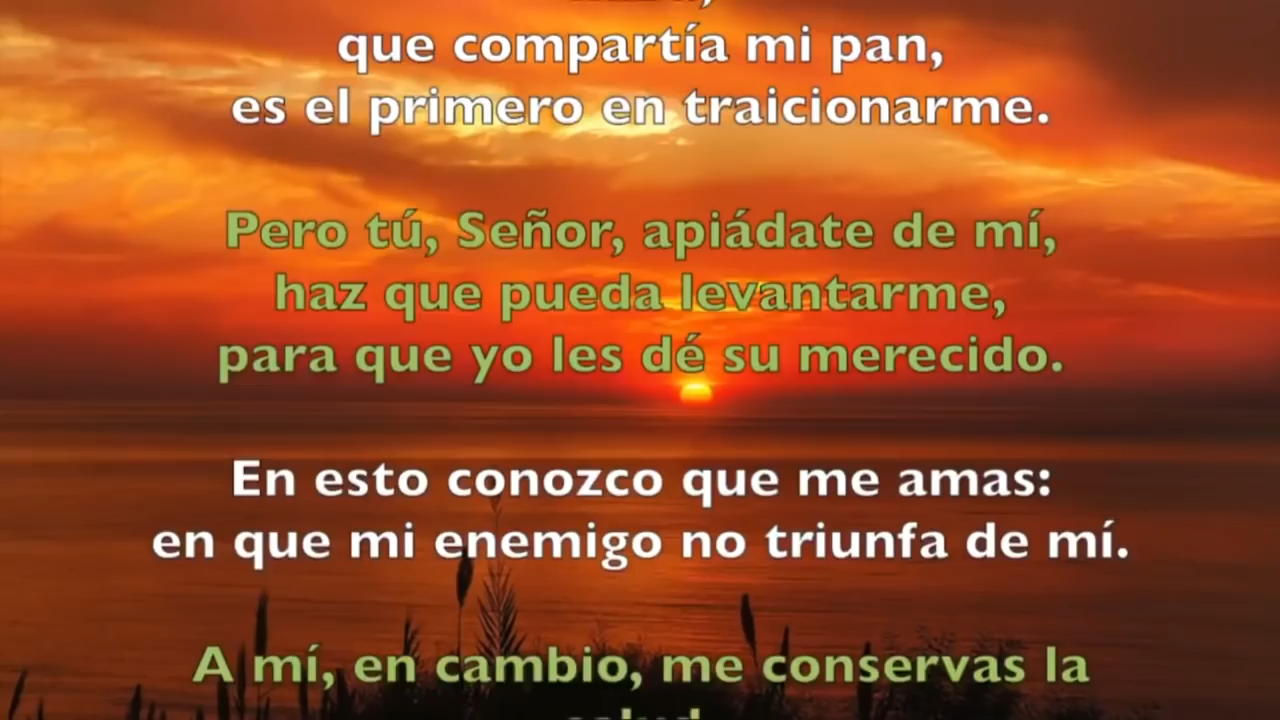 que compartía mi pan,
es el primero en traicionarme.
Pero tú, Señor, apiádate de mí,
haz que pueda levantarme,
para que yo les dé su merecido.
En esto conozco que me amas:
en que mi enemigo no triunfa de mí.
A mí, en cambio, me conservas la